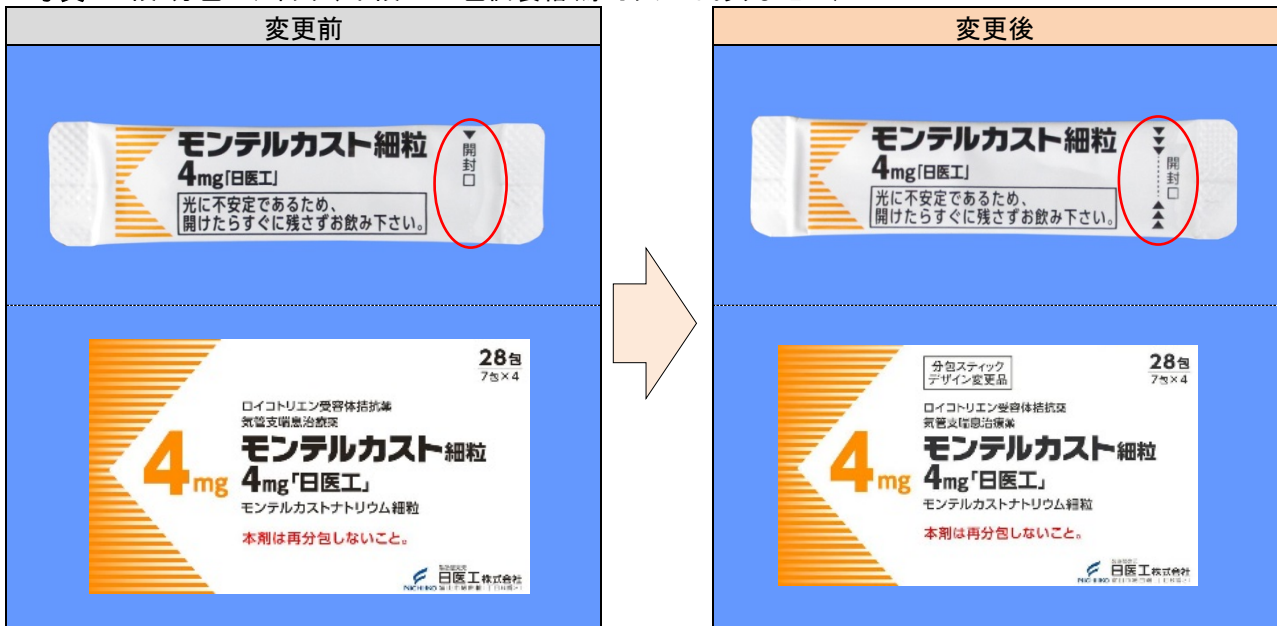 変更前
モンテルカスト細粒
4mg「日医工」
光に不安定であるため、
開けたらすぐに残さずお飲み下さい。
▼開封口
28包
7包×4
ロイコトリエン受容体拮抗薬
気管支喘息治療薬
4mg
モンテルカスト細粒
4mg「日医工」
モンテルカストナトリウム細粒
本剤は再分包しないこと。
日医工株式会社
変更後
モンテルカスト細粒
4mg「日医工」
光に不安定であるため、
開けたらすぐに残さずお飲み下さい。
開封口
分包スティック
デザイン変更品
28包
7包×4
ロイコトリエン受容体拮抗薬
気管支喘息治療薬
4mg
モンテルカスト細粒
4mg「日医工」
モンテルカストナトリウム細粒
本剤は再分包しないこと。
日医工株式会社